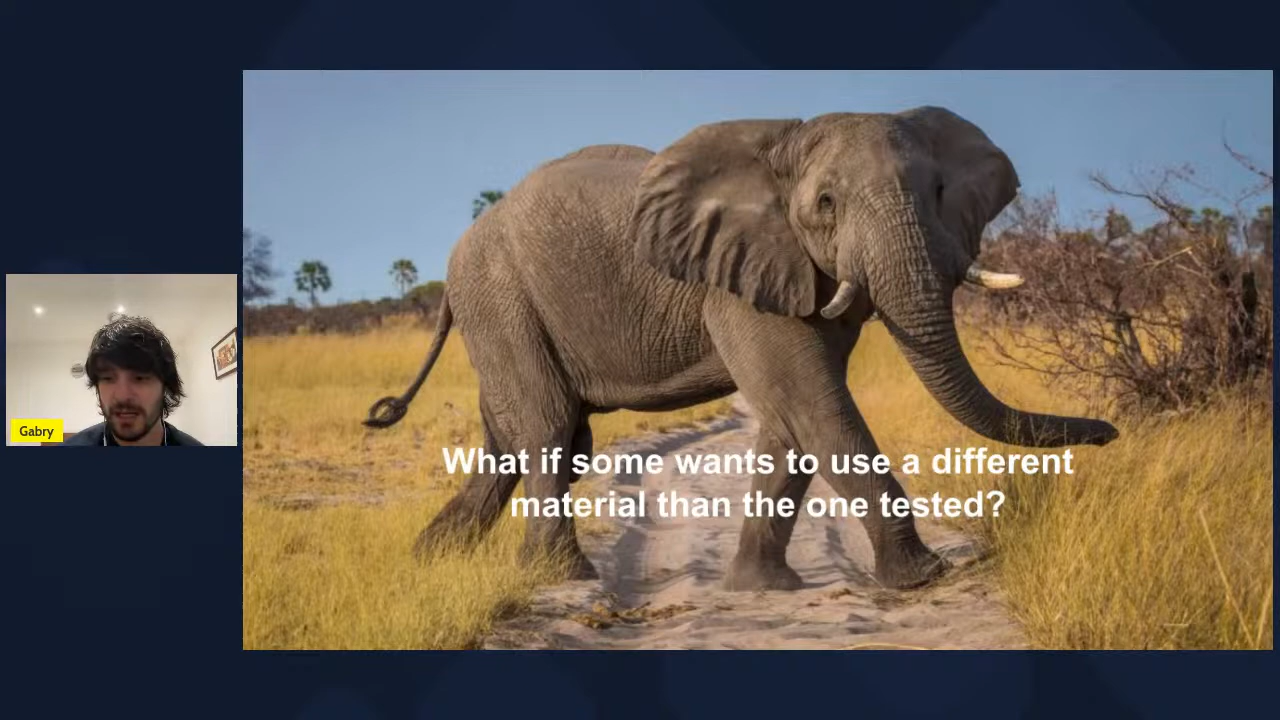 Gabry
What if some wants to use a different
material than the one tested?